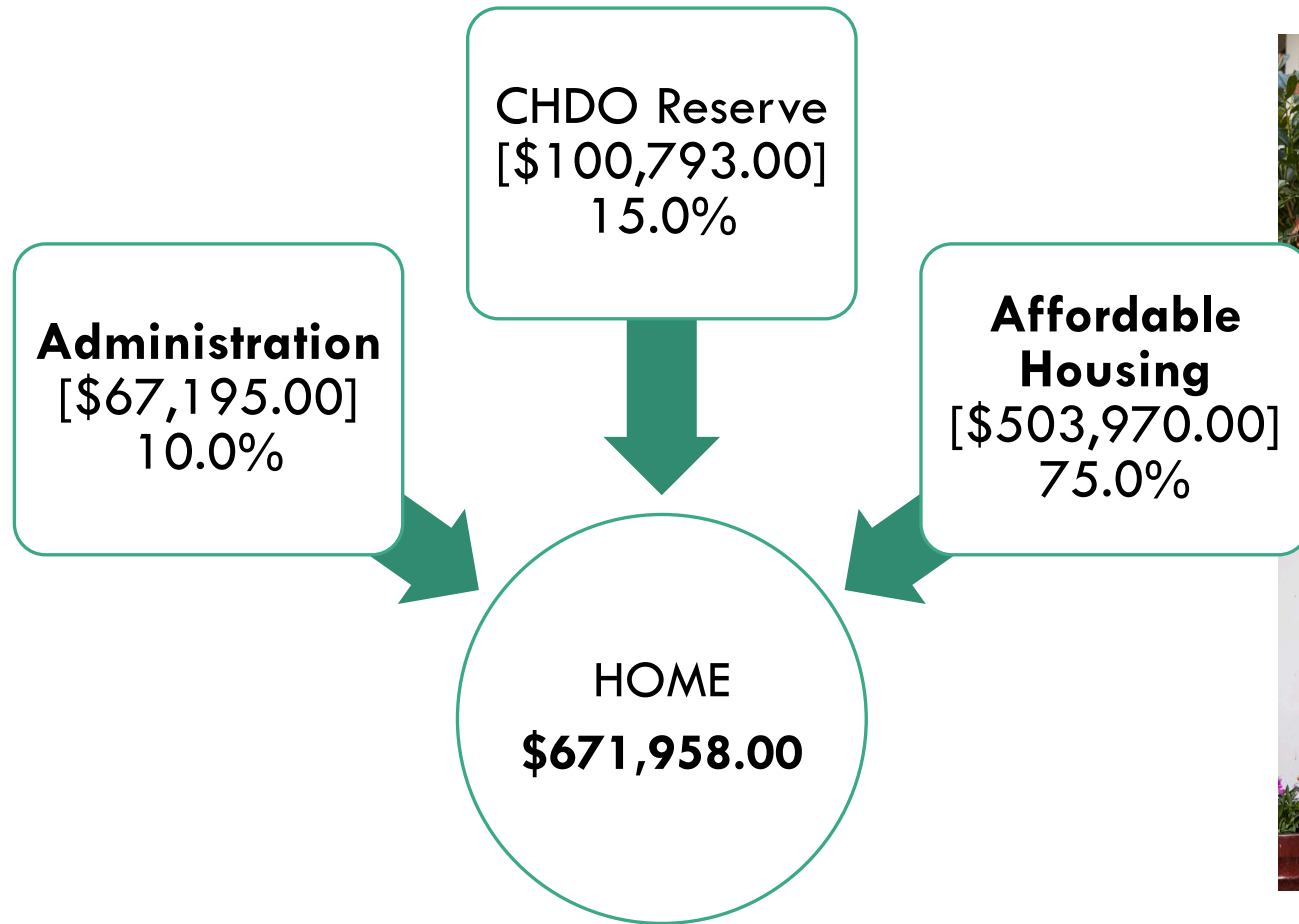 CHDO Reserve
[$100,793.00]
15.0%
Administration
[$67,195.00]
10.0%
Affordable
Housing
[$503,970.00]
75.0%
HOME
$671,958.00